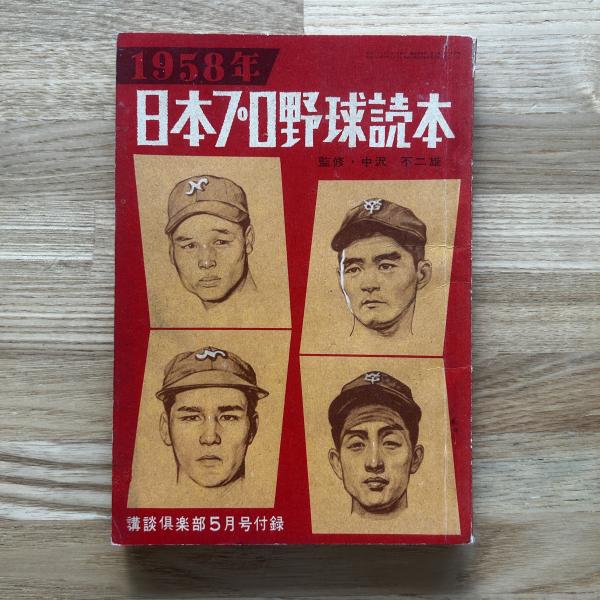 1958年
日本プロ野球読本
監修・中沢 不二雄
講談倶楽部5月号付録